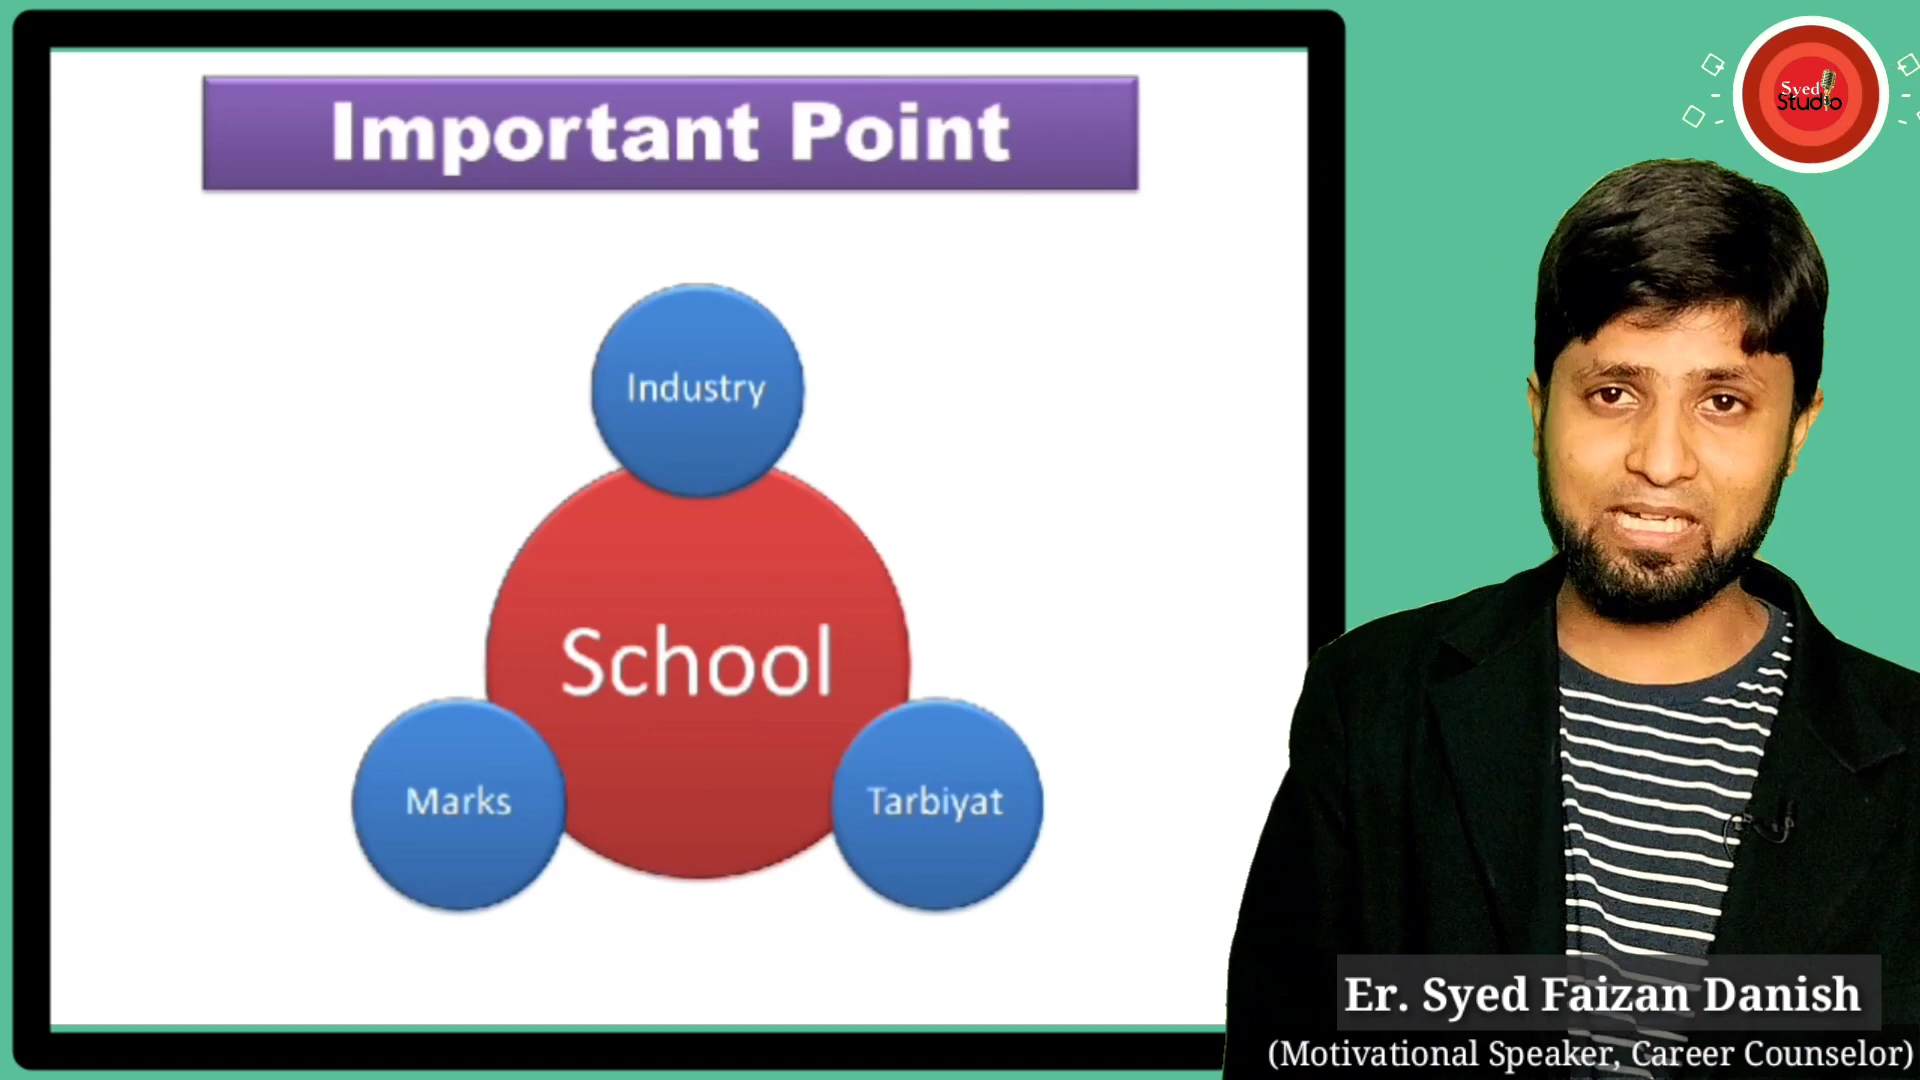 Important Point
Syed
Studio
Industry
School
Marks
Tarbiyat
Er. Syed Faizan Danish
(Motivational Speaker, Career Counselor)